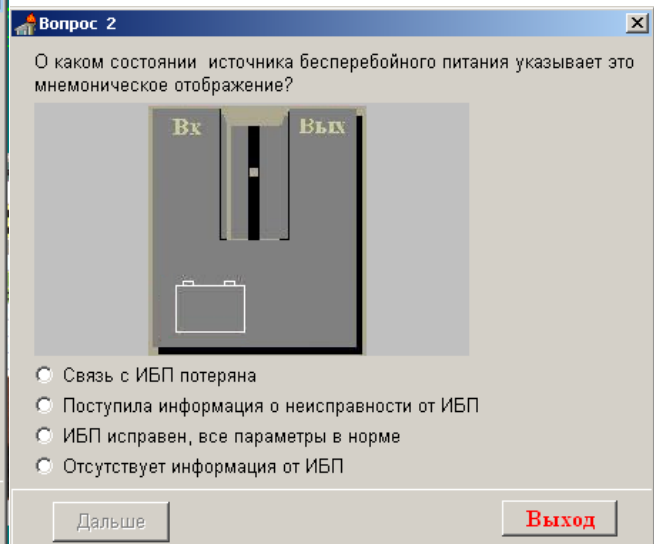 Вопрос 2
О каком состоянии источника бесперебойного питания указывает это
мнемоническое отображение?
Вх Вых
Связь с ИБП потеряна
Поступила информация о неисправности от ИБП
ИБП исправен, все параметры в норме
Отсутствует информация от ИБП
Дальше Выход